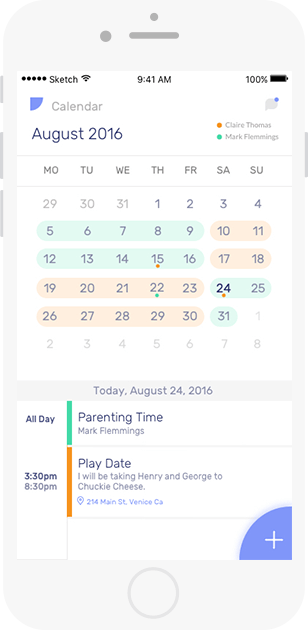 Sketch 9:41 AM 100%
Calendar
August 2016
Claire Thomas
Mark Flemmings
MO TU WE TH FR SA SU
29 30 31 1 2 3 4
5 6 7 8 9 10 11
12 13 14 15 16 17 18
19 20 21 22 23 24 25
26 27 28 29 30 31 1
2 3 4 5 6 7 8
Today, August 24, 2016
All Day Parenting Time
Mark Flemmings
Play Date
3:30pm I will be taking Henry and George to
8:30pm Chuckie Cheese.
214 Main St, Venice Ca